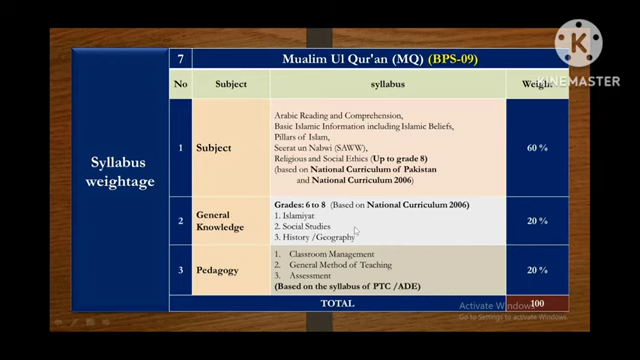 7 Mualim Ul Qur'an (MQ) (BPS-09)
No Subject syllabus Weight
Syllabus weightage
1 Subject
Arabic Reading and Comprehension,
Basic Islamic Information including Islamic Beliefs,
Pillars of Islam,
Seerat un Nabwi (SAWW),
Religious and Social Ethics (Up to grade 8)
(based on National Curriculum of Pakistan
and National Curriculum 2006)
60 %
2 General Knowledge
Grades: 6 to 8 (Based on National Curriculum 2006)
1. Islamiyat
2. Social Studies
3. History /Geography
20 %
3 Pedagogy
1. Classroom Management
2. General Method of Teaching
3. Assessment
(Based on the syllabus of PTC /ADE)
20 %
TOTAL 100
Activate Windows
Go to Settings to activate Windows.
K
KINEMASTER